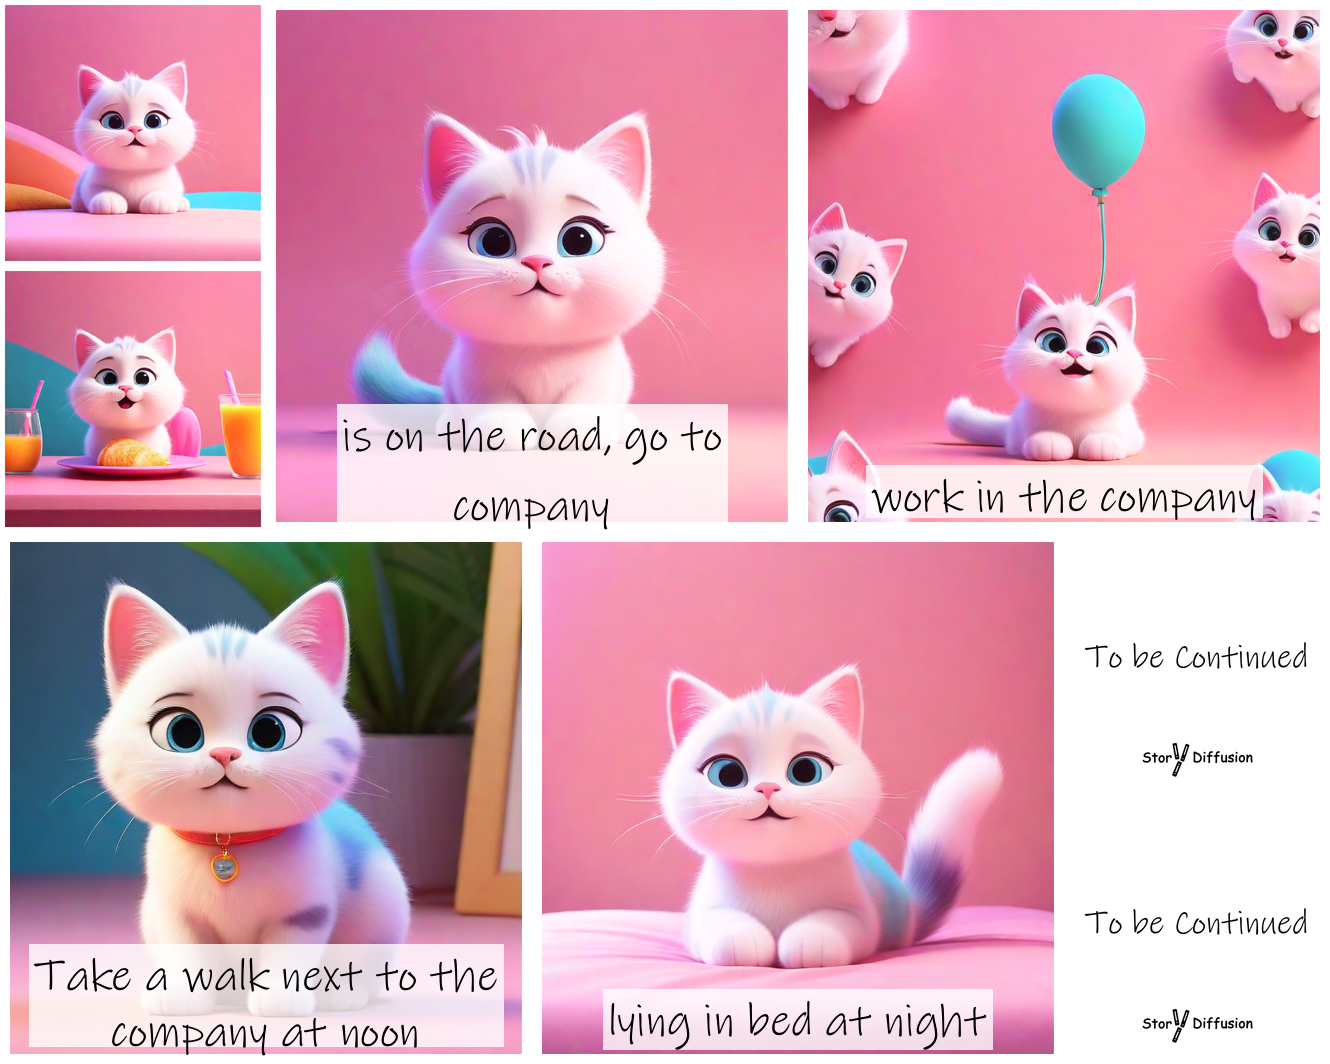 is on the road, go to
company
work in the company
Take a walk next to the
company at noon
lying in bed at night
To be Continued
StoryDiffusion
To be Continued
StoryDiffusion